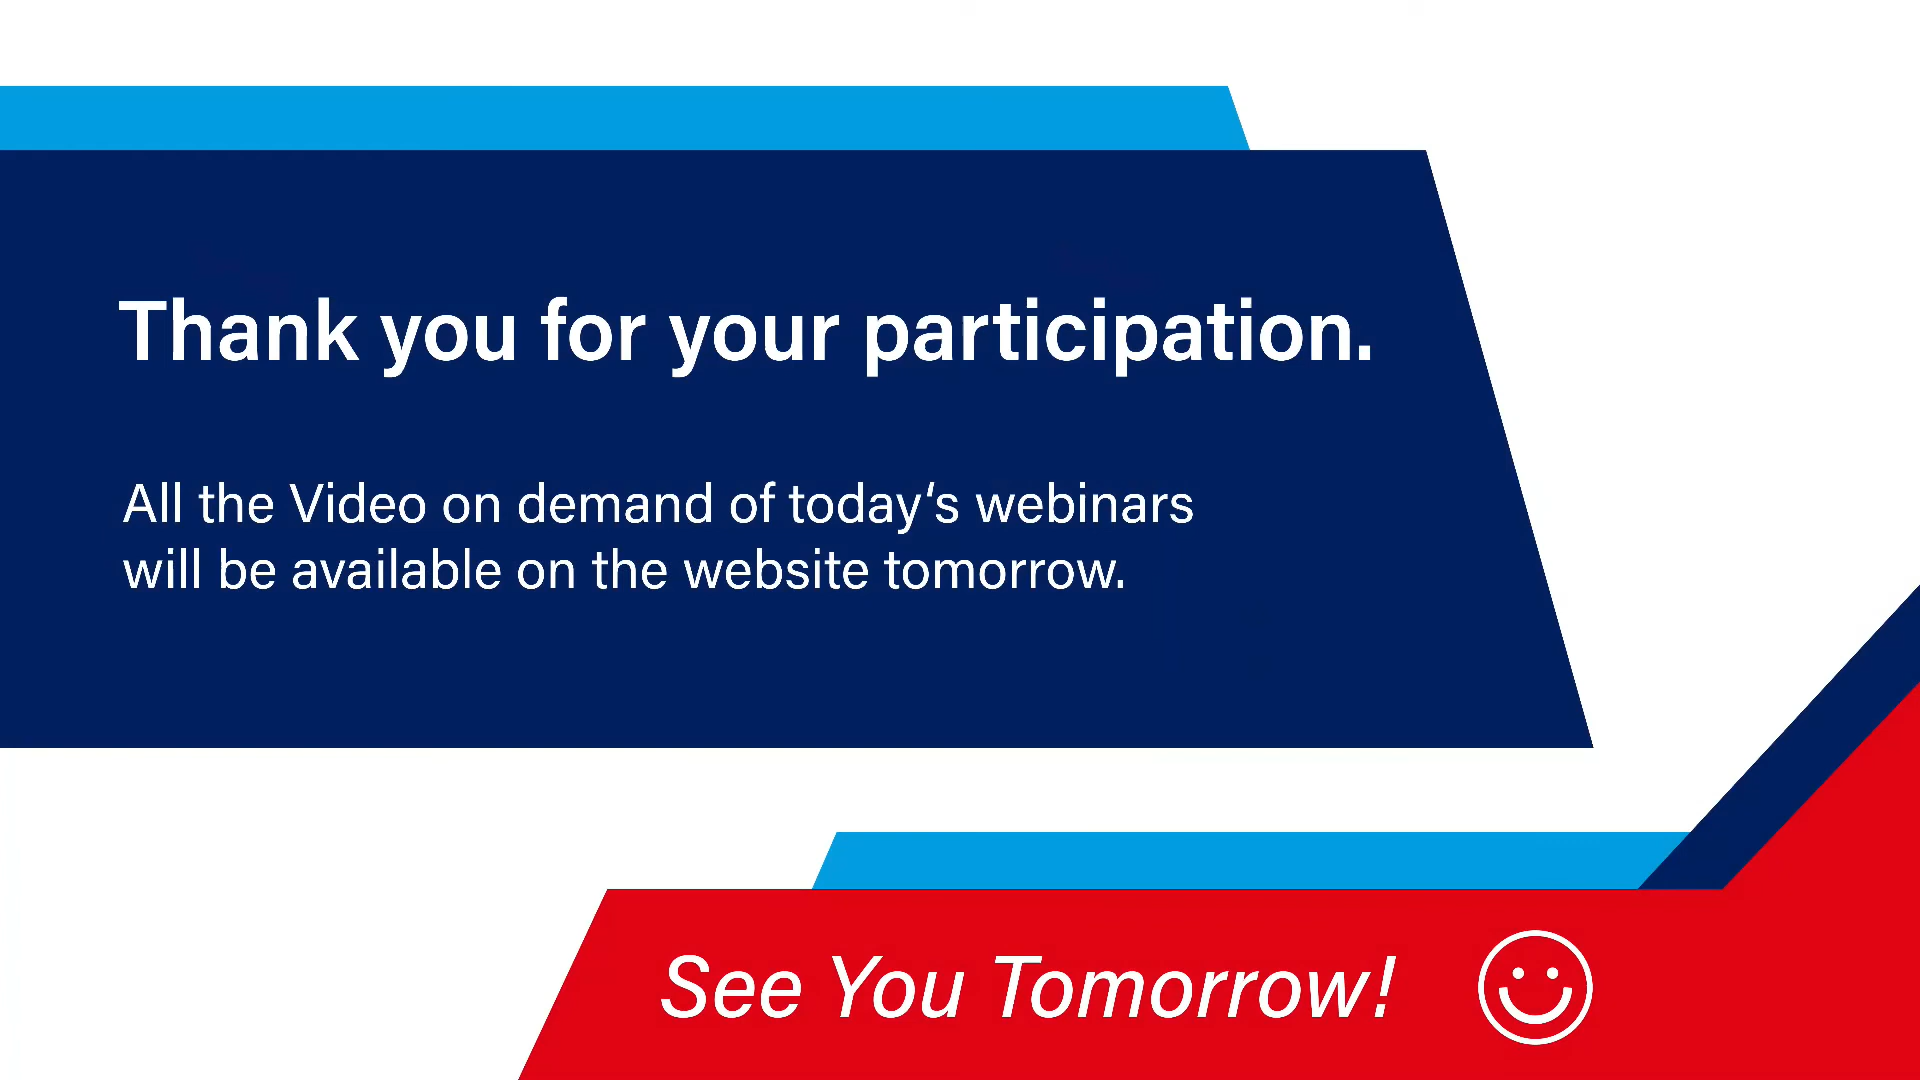 Thank you for your participation.
All the Video on demand of today‘s webinars
will be available on the website tomorrow.
See You Tomorrow!